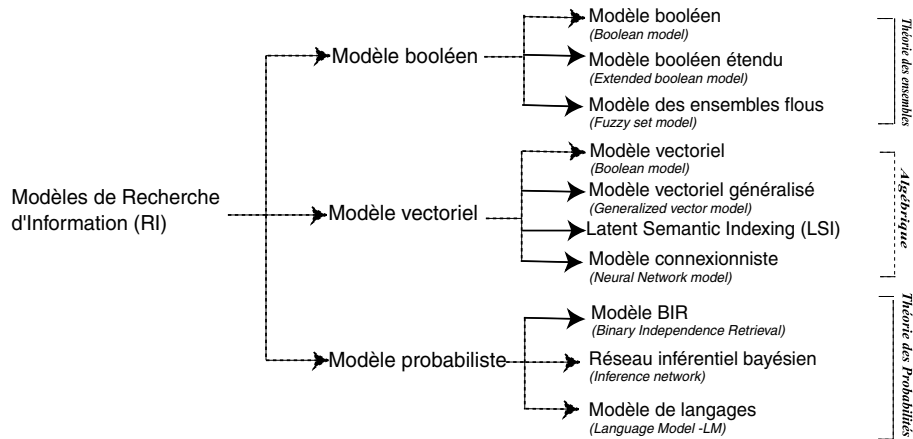 Modèles de Recherche
d'Information (RI)
Modèle booléen
Modèle booléen
(Boolean model)
Modèle booléen étendu
(Extended boolean model)
Modèle des ensembles flous
(Fuzzy set model)
Théorie des ensembles
Modèle vectoriel
Modèle vectoriel
(Boolean model)
Modèle vectoriel généralisé
(Generalized vector model)
Latent Semantic Indexing (LSI)
Modèle connexionniste
(Neural Network model)
Algébrique
Modèle probabiliste
Modèle BIR
(Binary Independence Retrieval)
Réseau inférentiel bayésien
(Inference network)
Modèle de langages
(Language Model -LM)
Théorie des Probabilités